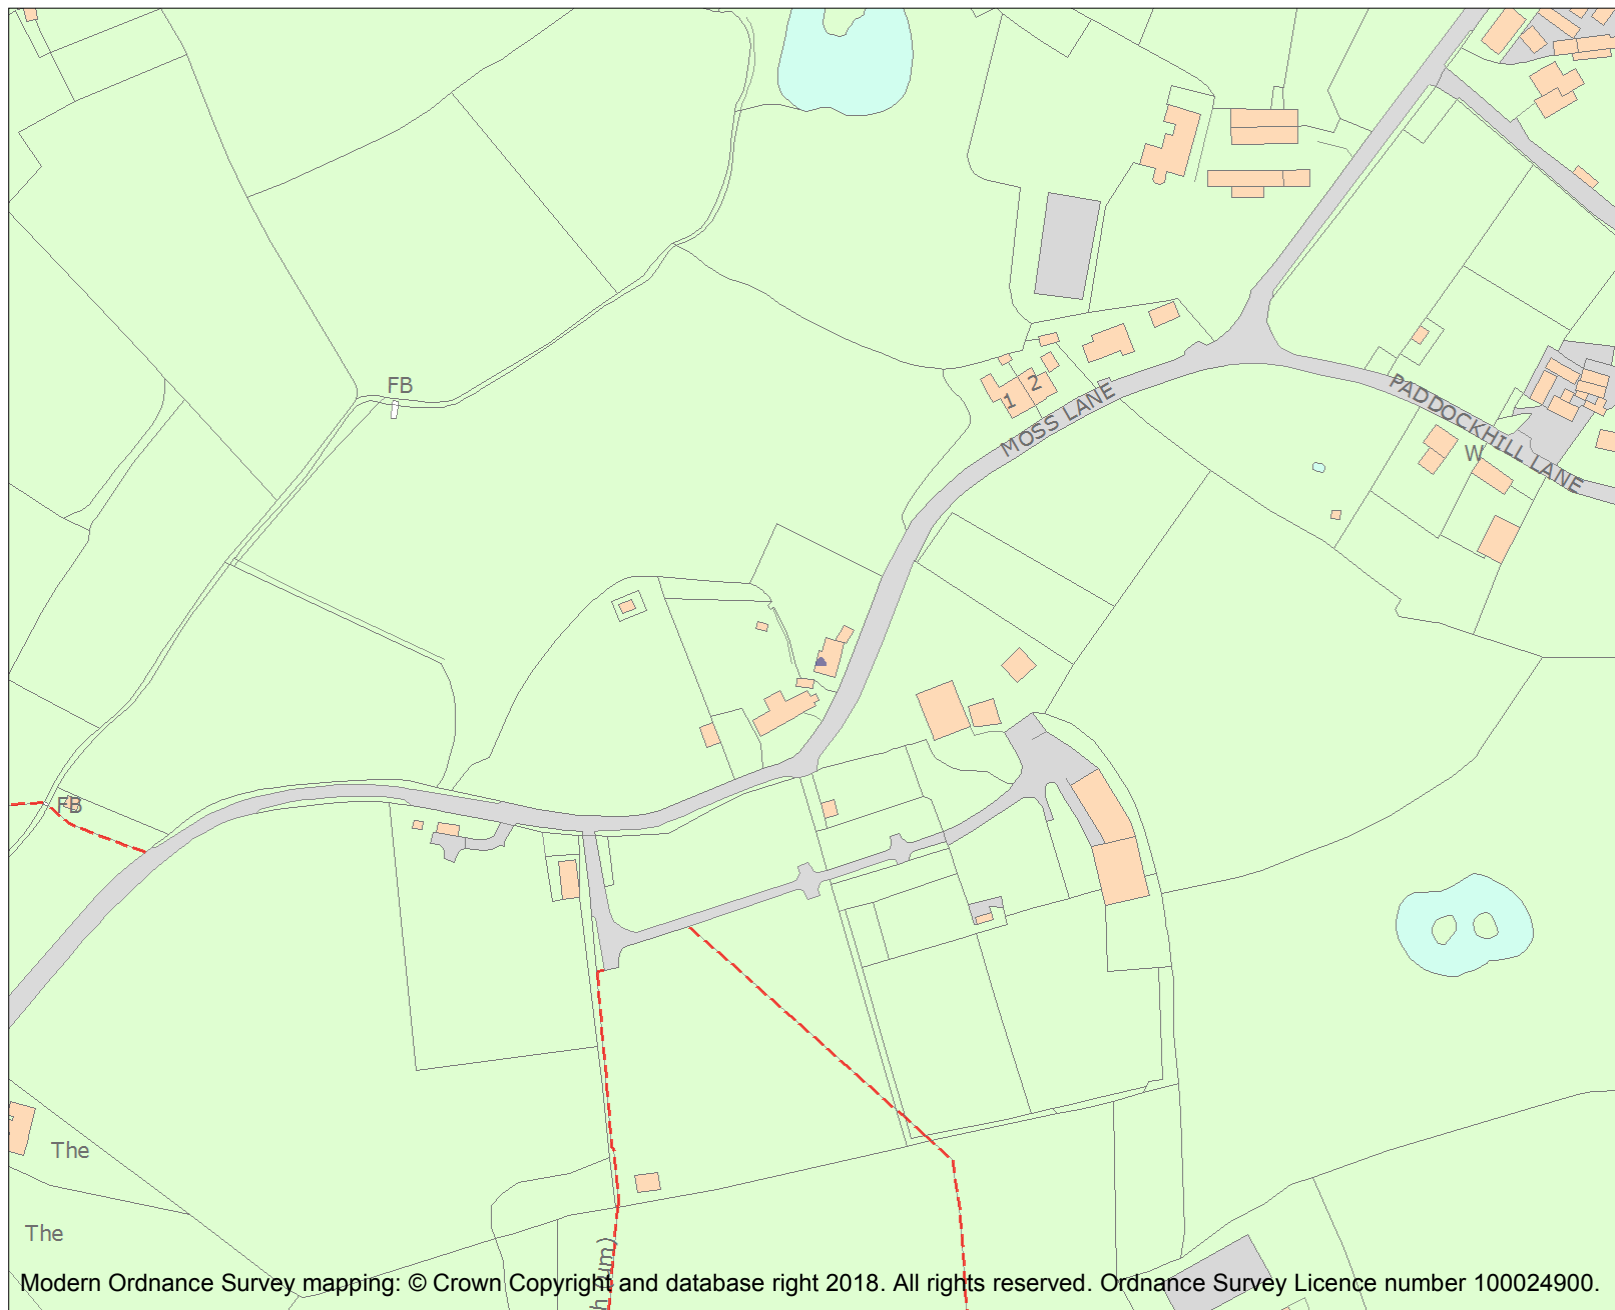 FB
1
2
MOSS LANE
PADDOCKHILL LANE
W
FB
The
The
h um)
Modern Ordnance Survey mapping: © Crown Copyright and database right 2018. All rights reserved. Ordnance Survey Licence number 100024900.